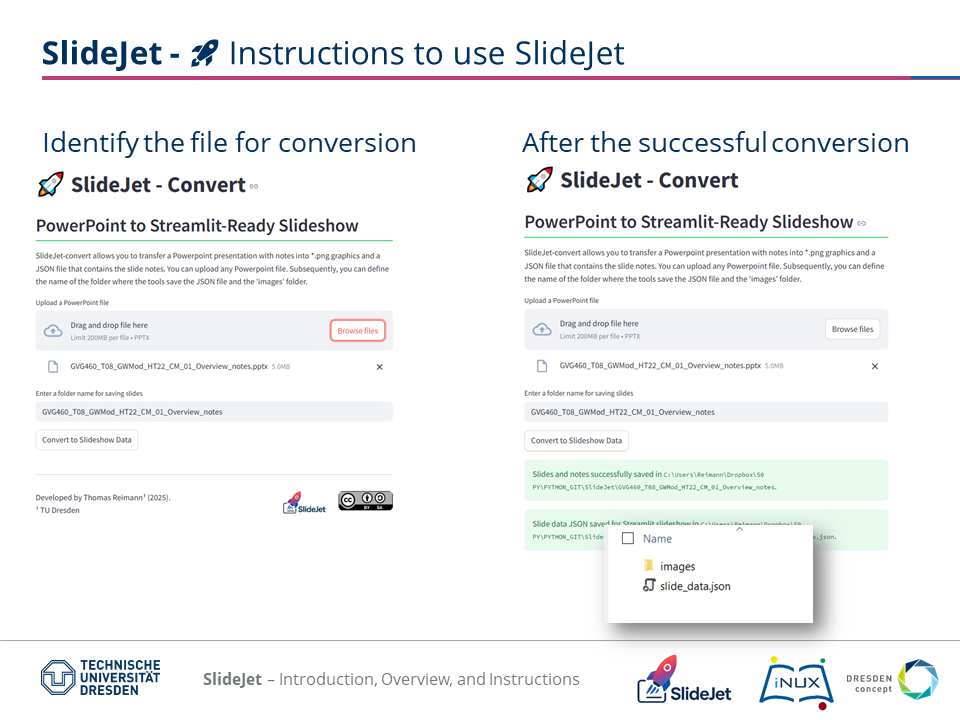 SlideJet - Instructions to use SlideJet
Identify the file for conversion
SlideJet - Convert
PowerPoint to Streamlit-Ready Slideshow
SlideJet-convert allows you to transfer a Powerpoint presentation with notes into *.png graphics and a
JSON file that contains the slide notes. You can upload any Powerpoint file. Subsequently, you can define
the name of the folder where the tools save the JSON file and the 'images' folder.
Upload a PowerPoint file
Drag and drop file here
Limit 200MB per file • PPTX
Browse files
GVG460_T08_GWMod_HT22_CM_01_Overview_notes.pptx 5.0MB
Enter a folder name for saving slides
GVG460_T08_GWMod_HT22_CM_01_Overview_notes
Convert to Slideshow Data
Developed by Thomas Reimann¹ (2025).
¹ TU Dresden
SlideJet
CC BY SA
After the successful conversion
SlideJet - Convert
PowerPoint to Streamlit-Ready Slideshow
SlideJet-convert allows you to transfer a Powerpoint presentation with notes into *.png graphics and a
JSON file that contains the slide notes. You can upload any Powerpoint file. Subsequently, you can define
the name of the folder where the tools save the JSON file and the 'images' folder.
Upload a PowerPoint file
Drag and drop file here
Limit 200MB per file • PPTX
Browse files
GVG460_T08_GWMod_HT22_CM_01_Overview_notes.pptx 5.0MB
Enter a folder name for saving slides
GVG460_T08_GWMod_HT22_CM_01_Overview_notes
Convert to Slideshow Data
Slides and notes successfully saved in C:\Users\Reimann\Dropbox\50
PY\PYTHON_GIT\SlideJet\GVG460_T08_GWMod_HT22_CM_01_Overview_notes.
Slide data JSON saved for Streamlit slideshow in C:\Users\Reimann\Dropbox\50
PY\PYTHON_GIT\Slide
s.json.
Name
images
slide_data.json
TECHNISCHE
UNIVERSITÄT
DRESDEN
SlideJet – Introduction, Overview, and Instructions
SlideJet
iNUX
DRESDEN
concept